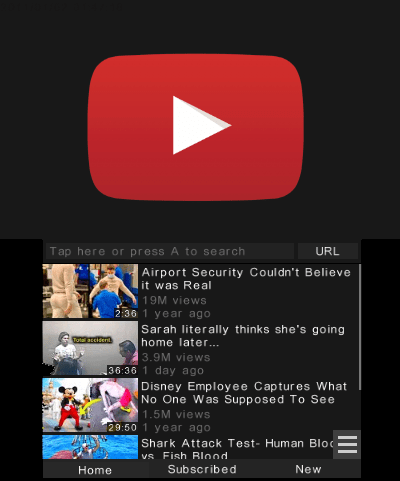 Tap here or press A to search
URL
Airport Security Couldn't Believe
it was Real
19M views
1 year ago
2:36
Sarah literally thinks she's going
home later...
3.9M views
1 day ago
Total accident.
36:36
Disney Employee Captures What
No One Was Supposed To See
1.5M views
1 year ago
29:50
Shark Attack Test- Human Bloo
vs. Fish Blood
Home
Subscribed
New